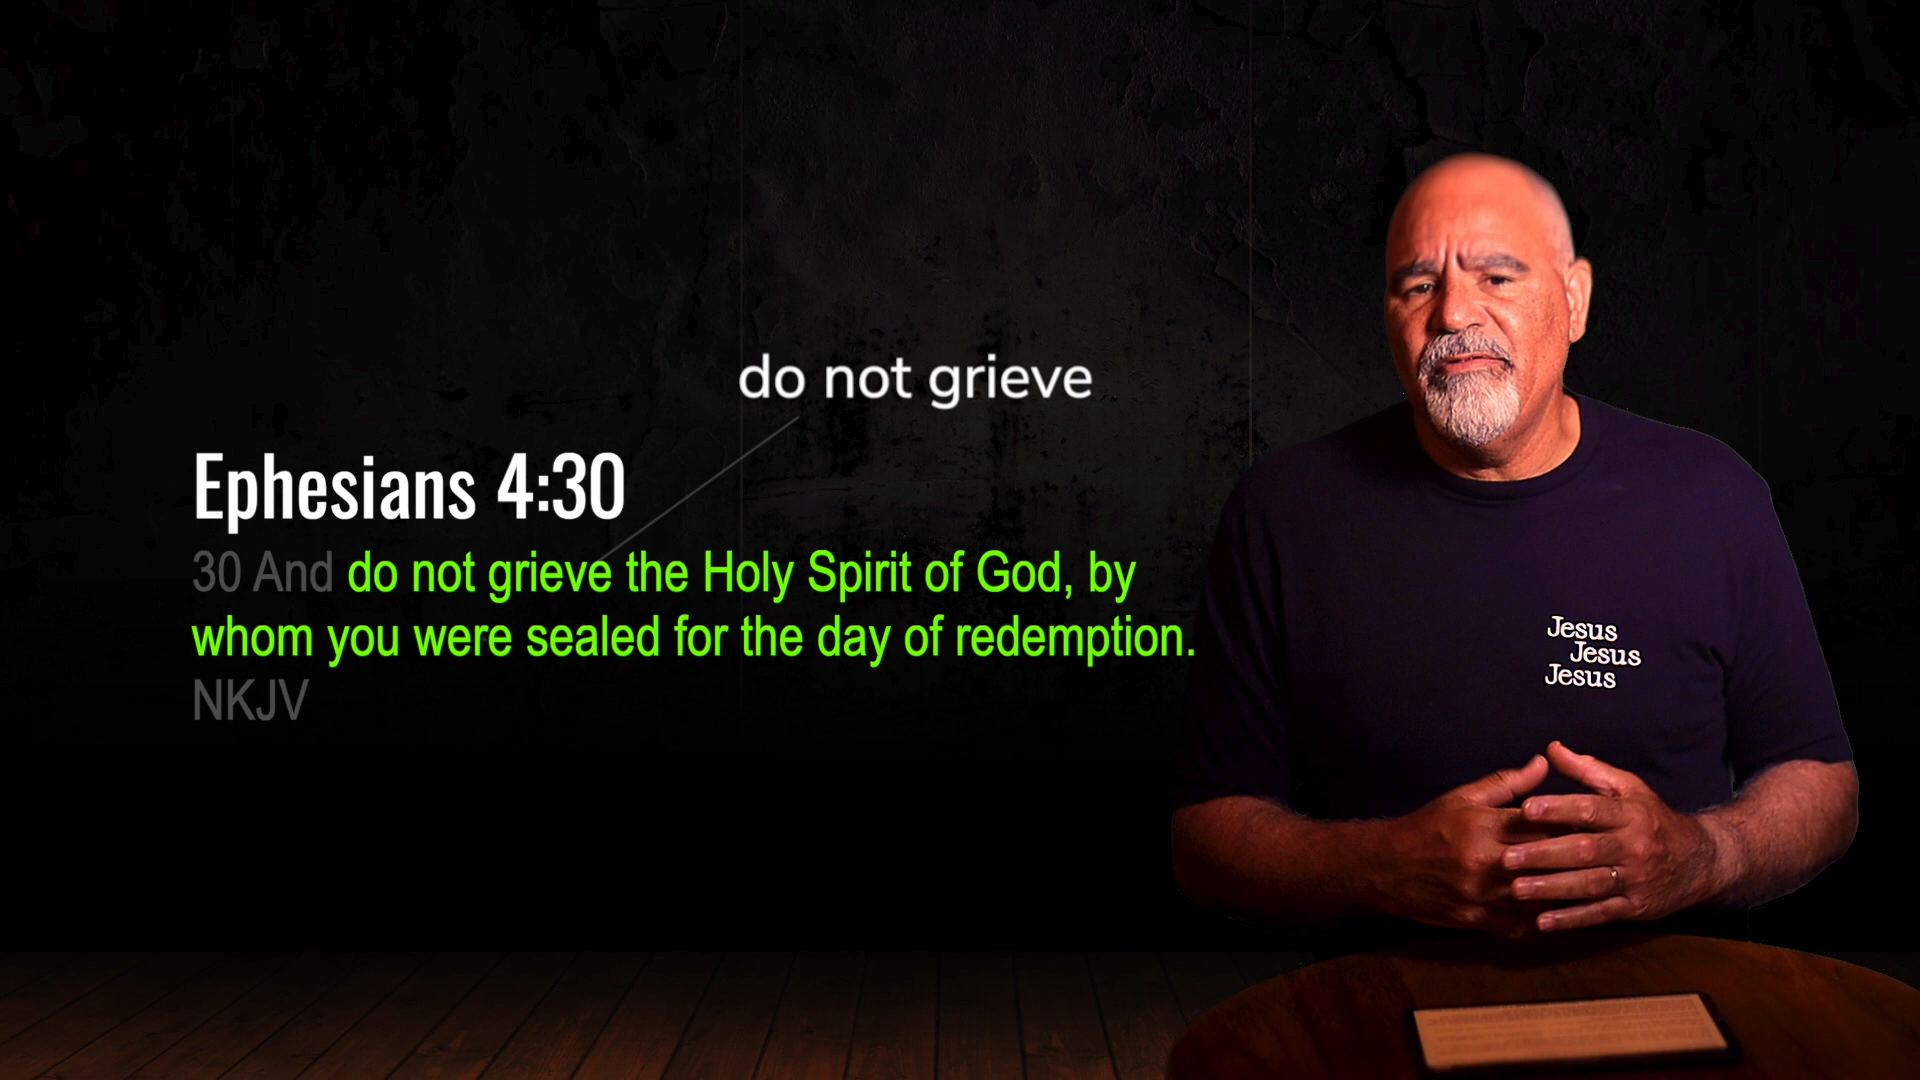 do not grieve
Ephesians 4:30
30 And do not grieve the Holy Spirit of God, by
whom you were sealed for the day of redemption.
NKJV
Jesus
Jesus
Jesus